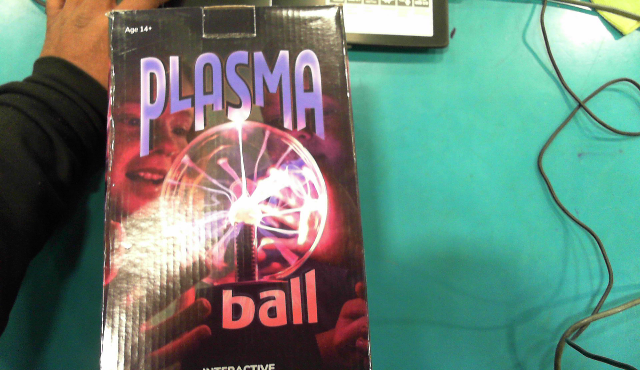 Age 14+
PLASMA
ball
INTERACTIVE